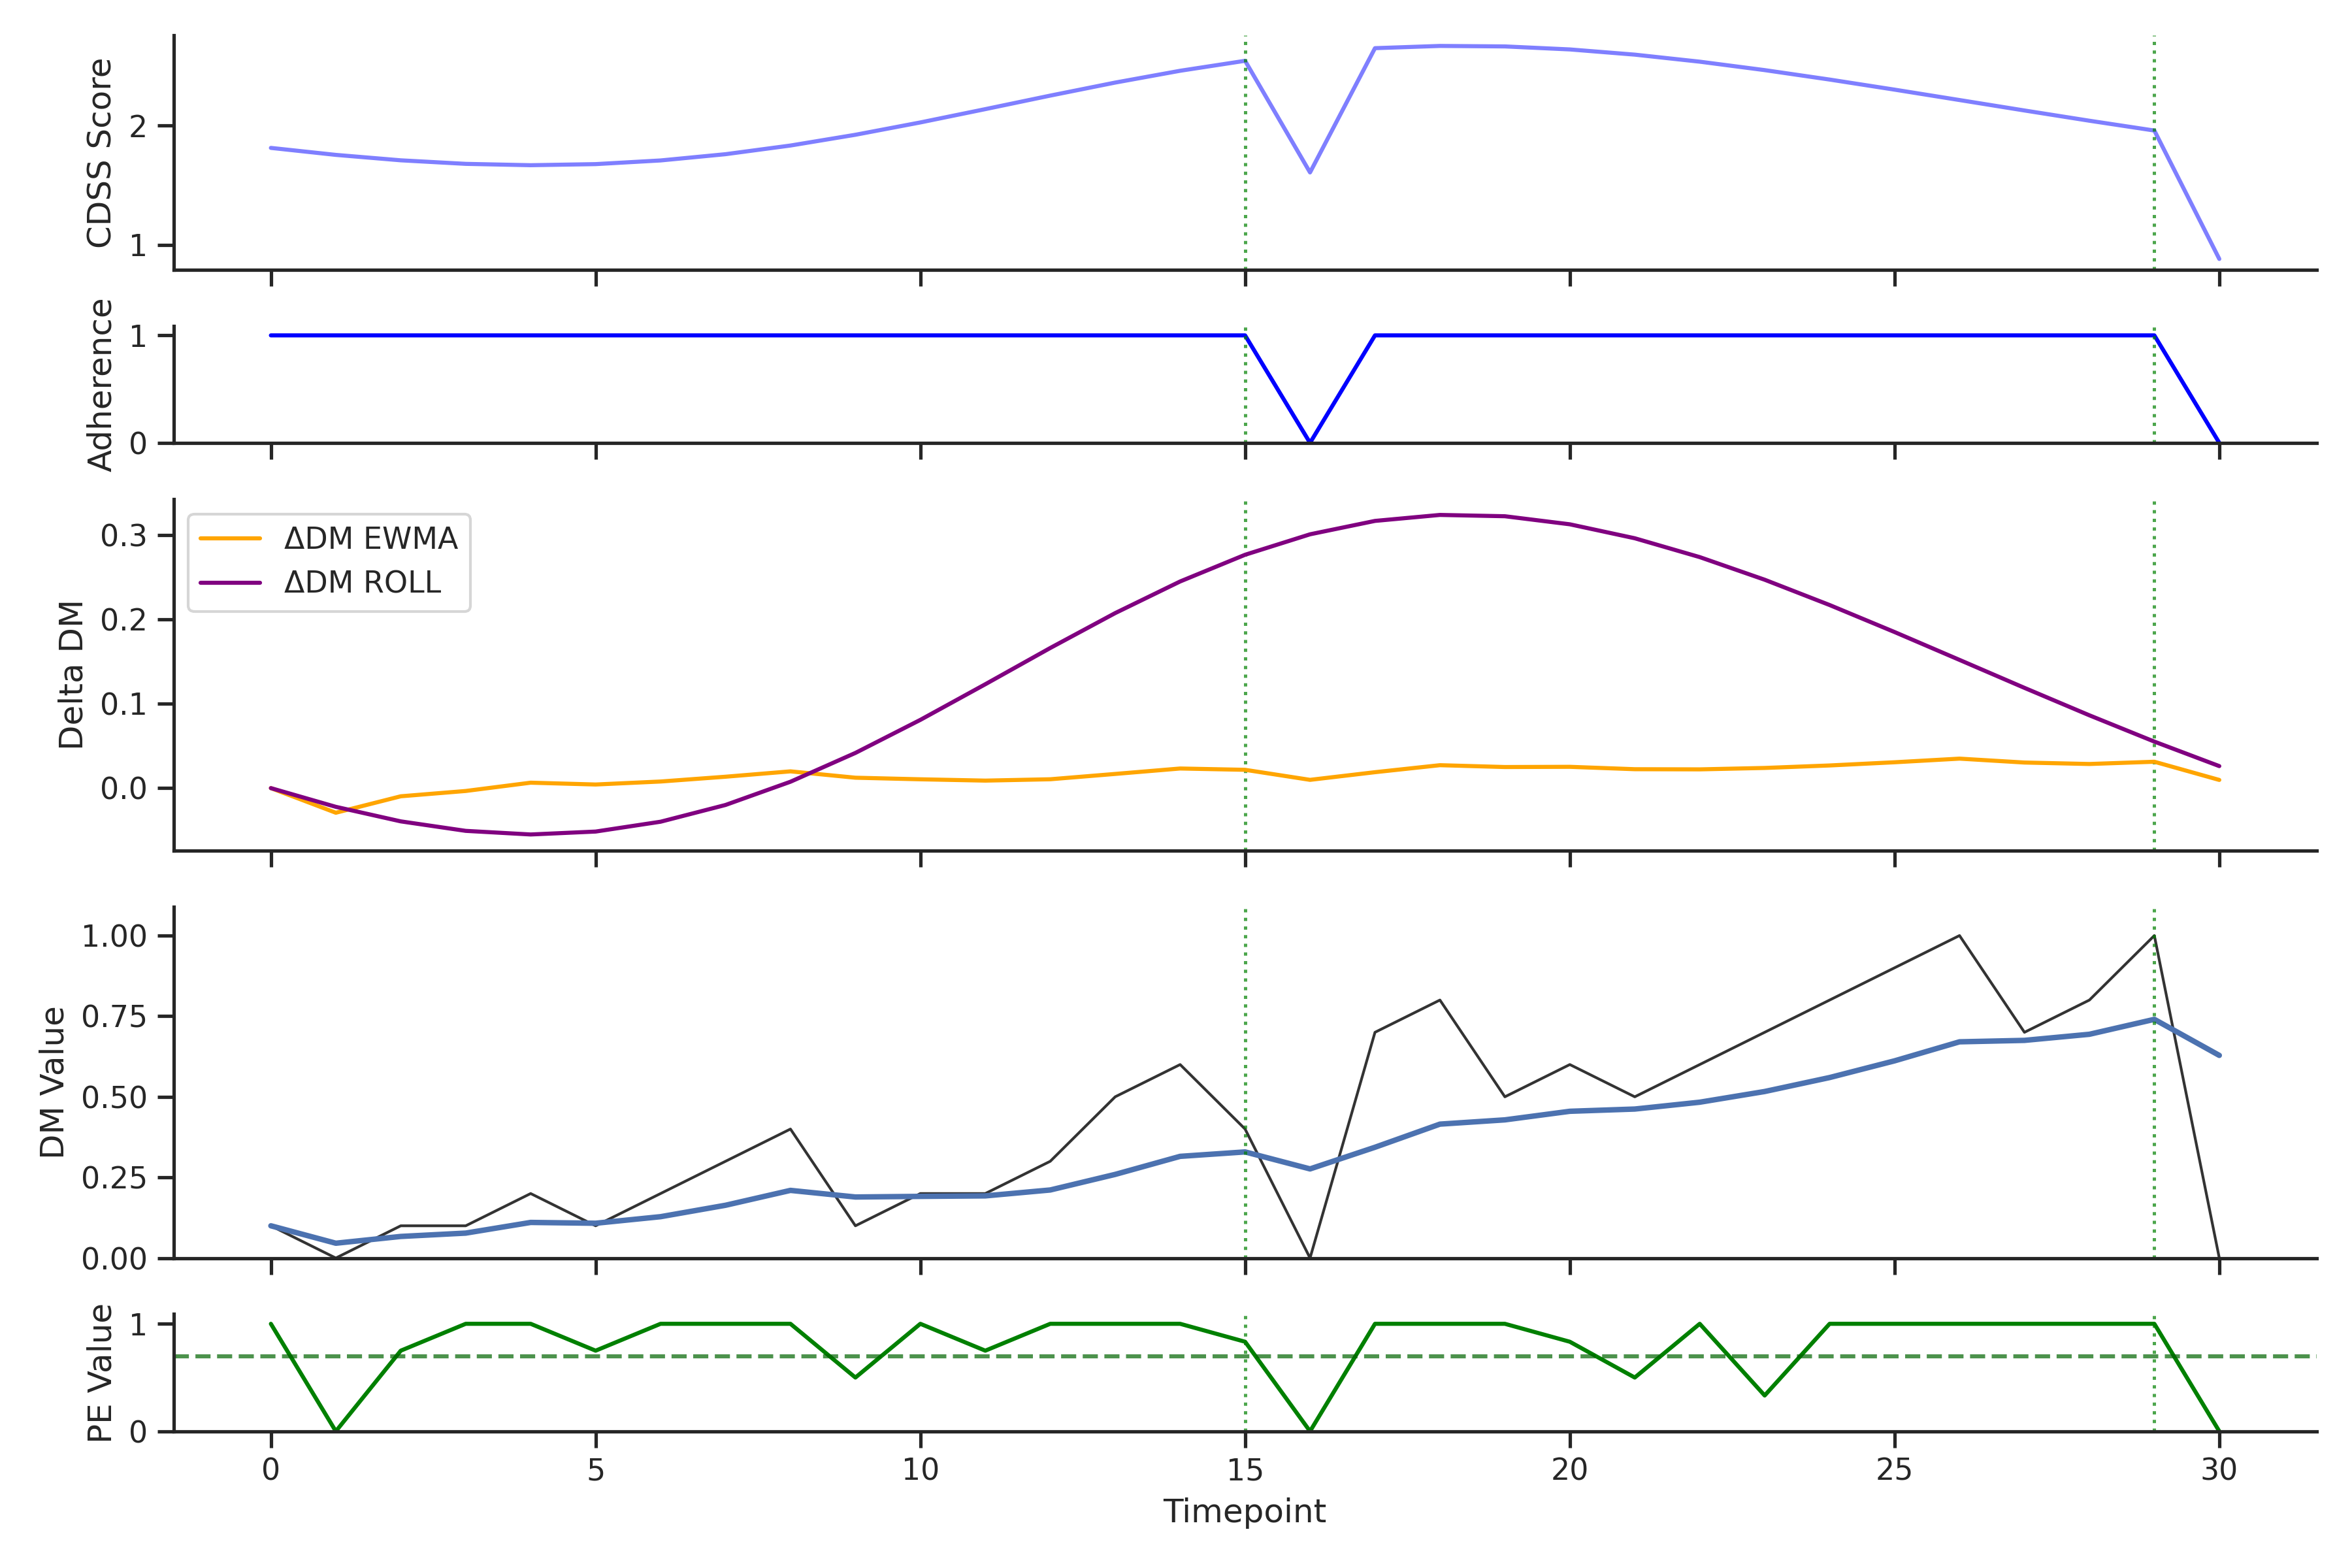 CDSS Score
2
1
Adherence
1
0
Delta DM
0.3
0.2
0.1
0.0
ΔDM EWMA
ΔDM ROLL
DM Value
1.00
0.75
0.50
0.25
0.00
PE Value
1
0
0 5 10 15 20 25 30
Timepoint